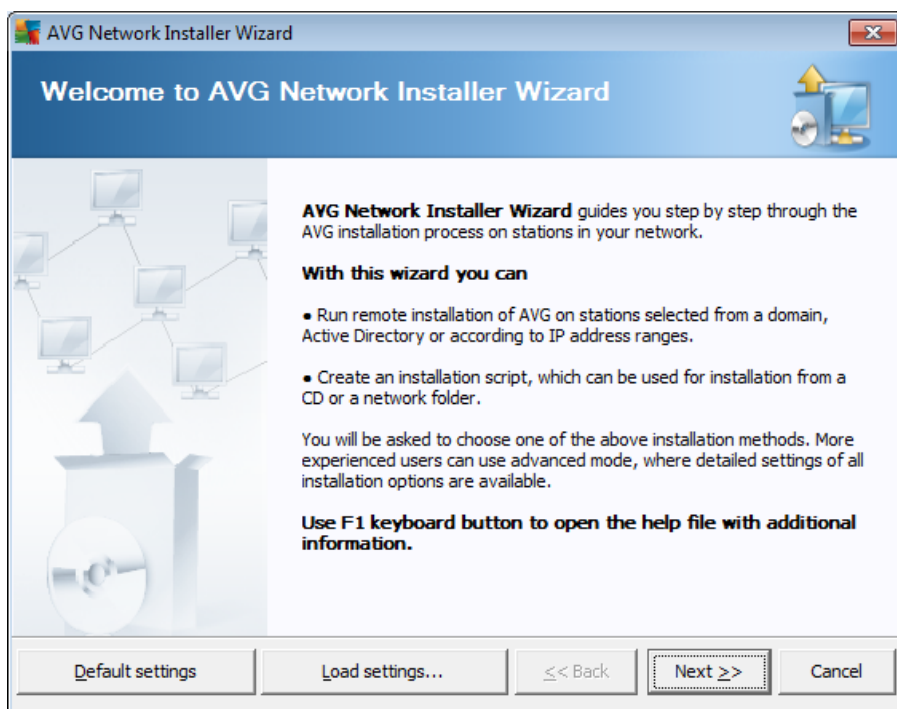 AVG Network Installer Wizard
Welcome to AVG Network Installer Wizard
AVG Network Installer Wizard guides you step by step through the
AVG installation process on stations in your network.
With this wizard you can
• Run remote installation of AVG on stations selected from a domain,
Active Directory or according to IP address ranges.
• Create an installation script, which can be used for installation from a
CD or a network folder.
You will be asked to choose one of the above installation methods. More
experienced users can use advanced mode, where detailed settings of all
installation options are available.
Use F1 keyboard button to open the help file with additional
information.
Default settings
Load settings...
<< Back
Next >>
Cancel